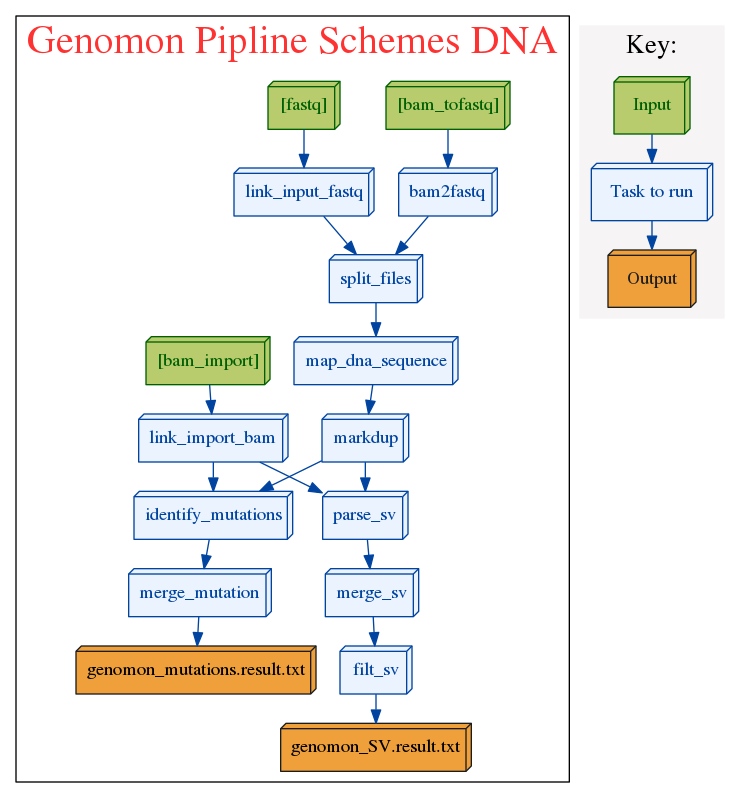 Genomon Pipline Schemes DNA
Key:
[fastq]
[bam_tofastq]
Input
link_input_fastq
bam2fastq
Task to run
split_files
Output
[bam_import]
map_dna_sequence
link_import_bam
markdup
identify_mutations
parse_sv
merge_mutation
merge_sv
genomon_mutations.result.txt
filt_sv
genomon_SV.result.txt